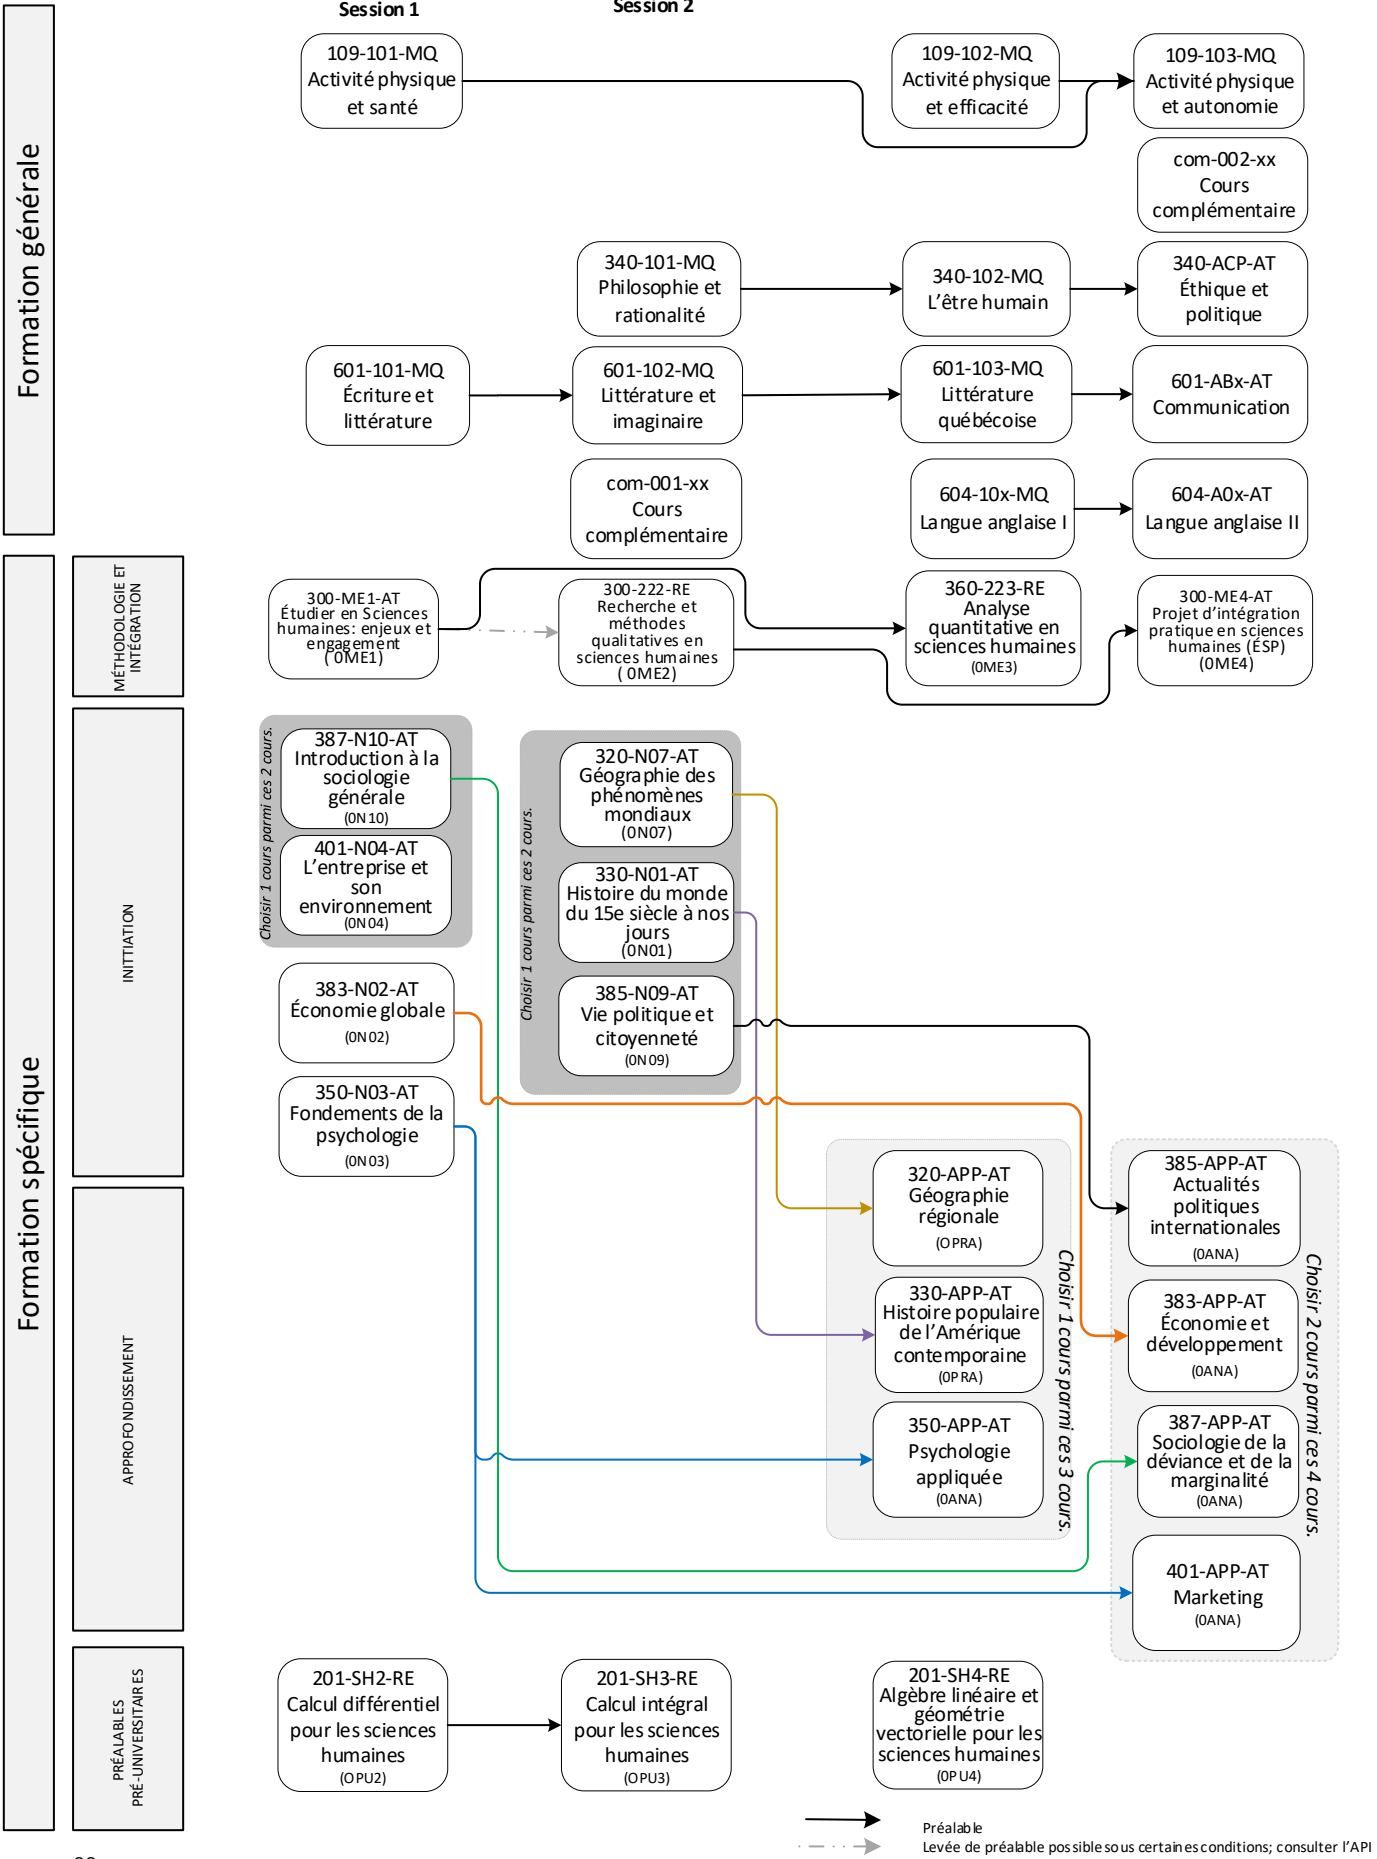 Session 1
Session 2
Formation générale
109-101-MQ
Activité physique
et santé
109-102-MQ
Activité physique
et efficacité
109-103-MQ
Activité physique
et autonomie
com-002-xx
Cours
complémentaire
340-101-MQ
Philosophie et
rationalité
340-102-MQ
L'être humain
340-ACP-AT
Éthique et
politique
601-101-MQ
Écriture et
littérature
601-102-MQ
Littérature et
imaginaire
601-103-MQ
Littérature
québécoise
601-ABx-AT
Communication
com-001-xx
Cours
complémentaire
604-10x-MQ
Langue anglaise I
604-A0x-AT
Langue anglaise II
Formation spécifique
MÉTHODOLOGIE ET
INTÉGRATION
300-ME1-AT
Étudier en Sciences
humaines: enjeux et
engagement
( 0ME1)
300-222-RE
Recherche et
méthodes
qualitatives en
sciences humaines
( 0ME2)
360-223-RE
Analyse
quantitative en
sciences humaines
(0ME3)
300-ME4-AT
Projet d'intégration
pratique en sciences
humaines (ÉSP)
(0ME4)
INITTIATION
Choisir 1 cours parmi ces 2 cours.
387-N10-AT
Introduction à la
sociologie
générale
(0N10)
401-N04-AT
L'entreprise et
son
environnement
(0N04)
383-N02-AT
Économie globale
(0N02)
350-N03-AT
Fondements de la
psychologie
(0N03)
Choisir 1 cours parmi ces 2 cours.
320-N07-AT
Géographie des
phénomènes
mondiaux
(0N07)
330-N01-AT
Histoire du monde
du 15e siècle à nos
jours
(0N01)
385-N09-AT
Vie politique et
citoyenneté
(0N09)
APPROFONDISSEMENT
320-APP-AT
Géographie
régionale
(OPRA)
330-APP-AT
Histoire populaire
de l'Amérique
contemporaine
(0PRA)
350-APP-AT
Psychologie
appliquée
(0ANA)
Choisir 1 cours parmi ces 3 cours.
385-APP-AT
Actualités
politiques
internationales
(0ANA)
383-APP-AT
Économie et
développement
(0ANA)
387-APP-AT
Sociologie de la
déviance et de la
marginalité
(0ANA)
401-APP-AT
Marketing
(0ANA)
Choisir 2 cours parmi ces 4 cours.
PRÉALABLES
PRÉ-UNIVERSITAIRES
201-SH2-RE
Calcul différentiel
pour les sciences
humaines
(OPU2)
201-SH3-RE
Calcul intégral
pour les sciences
humaines
(OPU3)
201-SH4-RE
Algèbre linéaire et
géométrie
vectorielle pour les
sciences humaines
(0PU4)
Préalable
Levée de préalable possible sous certaines conditions; consulter l'API